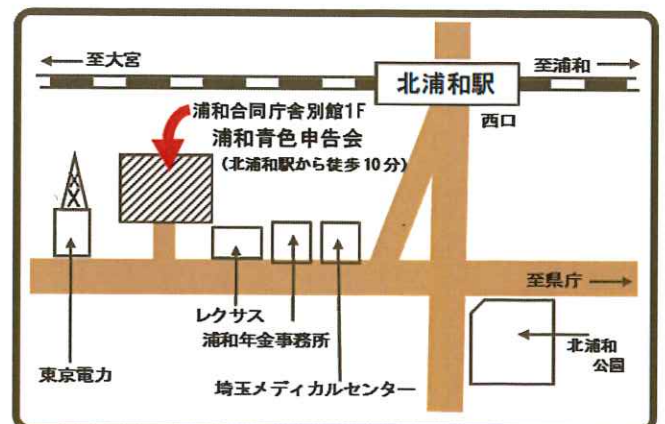 至大宮
至浦和
北浦和駅
西口
浦和合同庁舎別館1F
浦和青色申告会
(北浦和駅から徒歩10分)
至県庁
レクサス
浦和年金事務所
北浦和
公園
東京電力
埼玉メディカルセンター